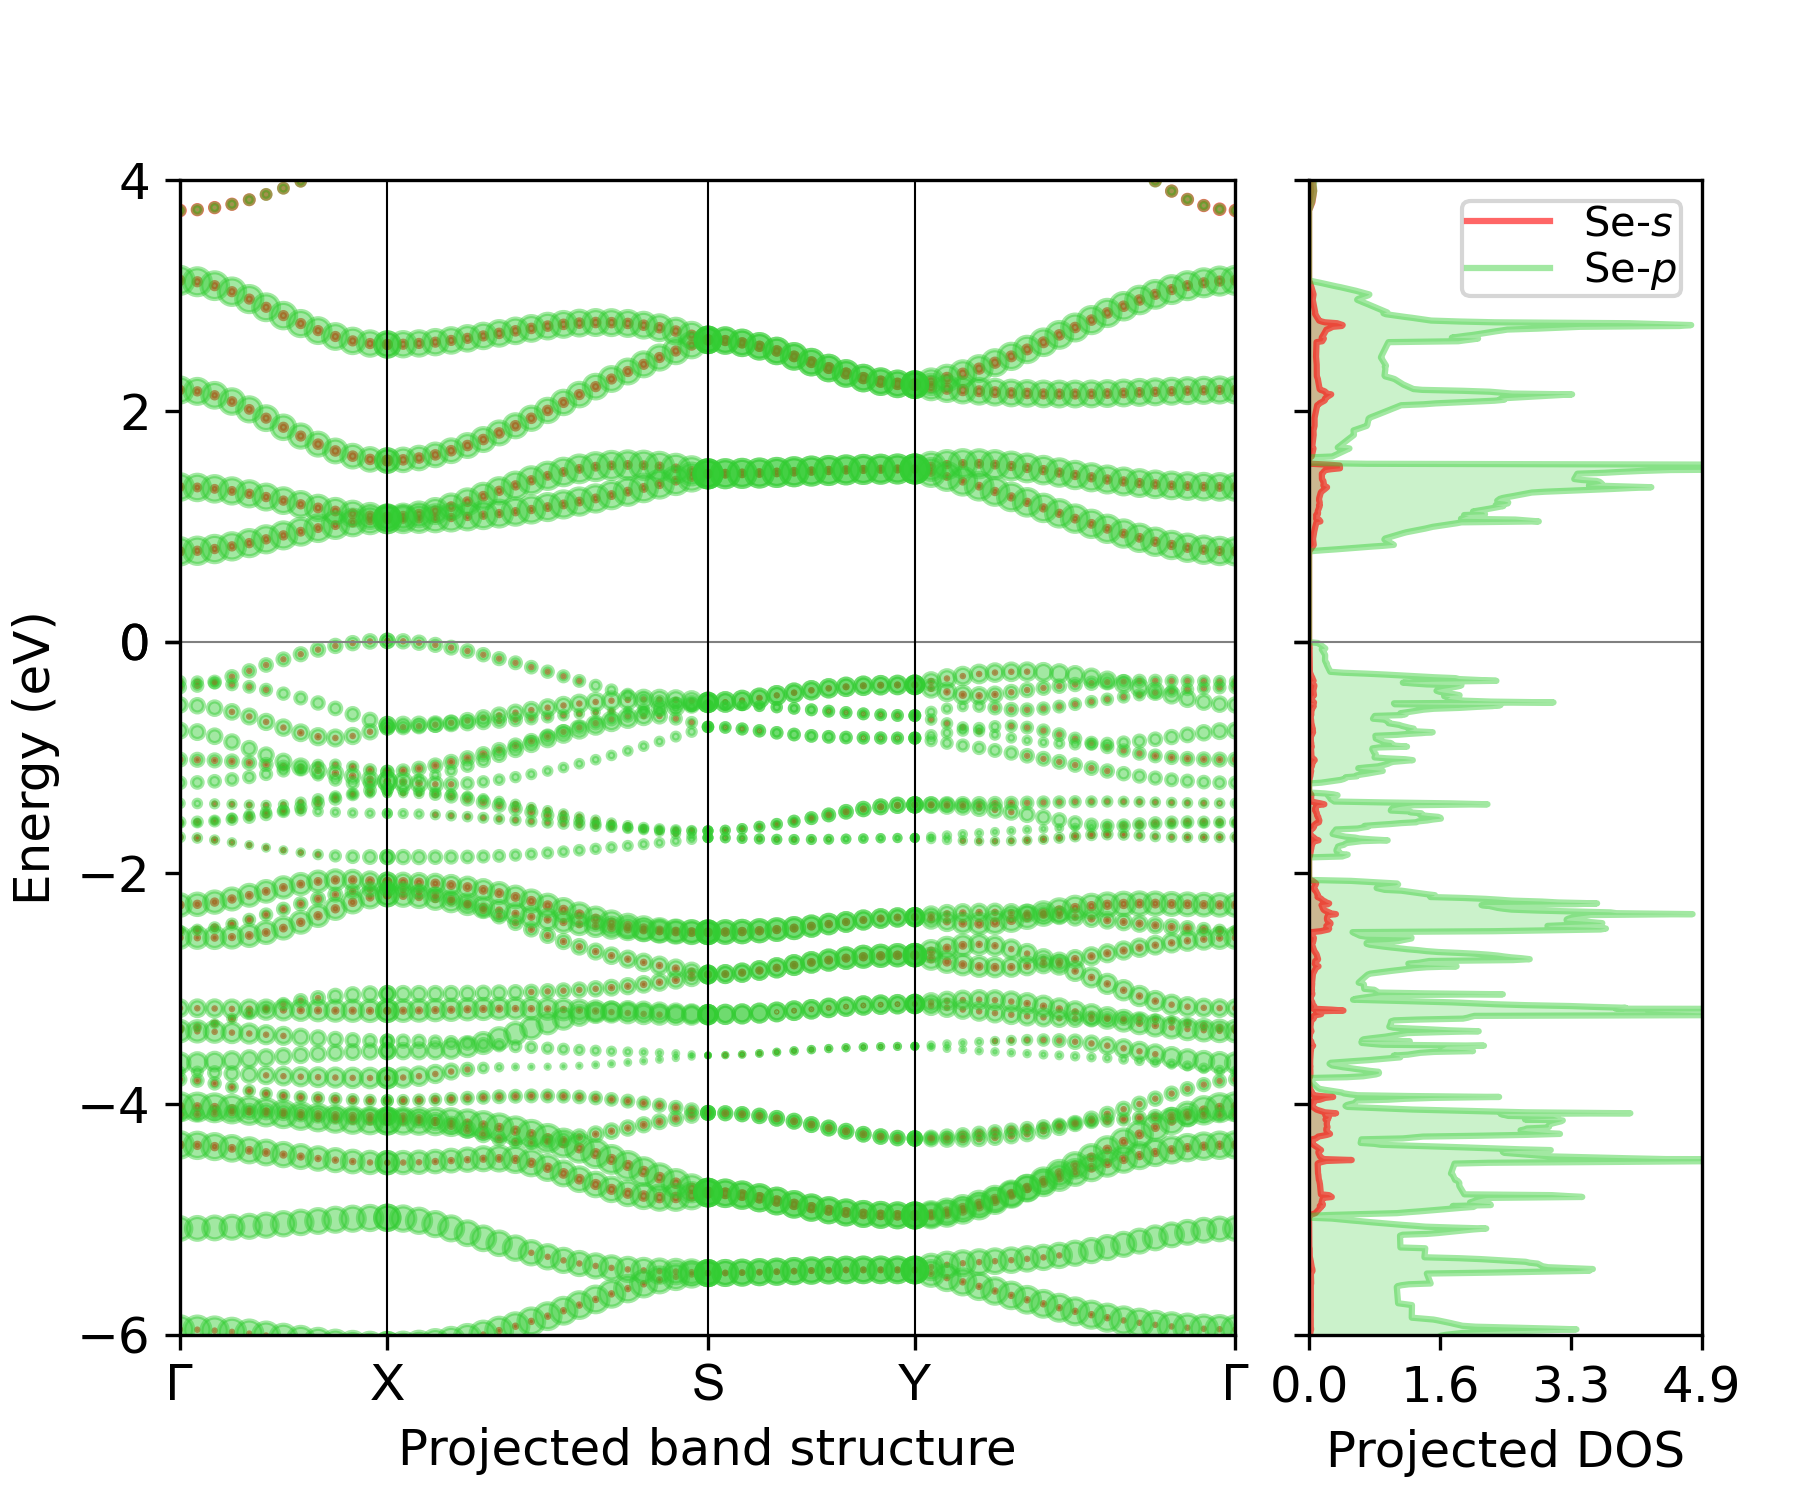 4
2
0
−2
−4
−6
Energy (eV)
Γ
X
S
Y
Γ
Projected band structure
Se-s
Se-p
0.0
1.6
3.3
4.9
Projected DOS